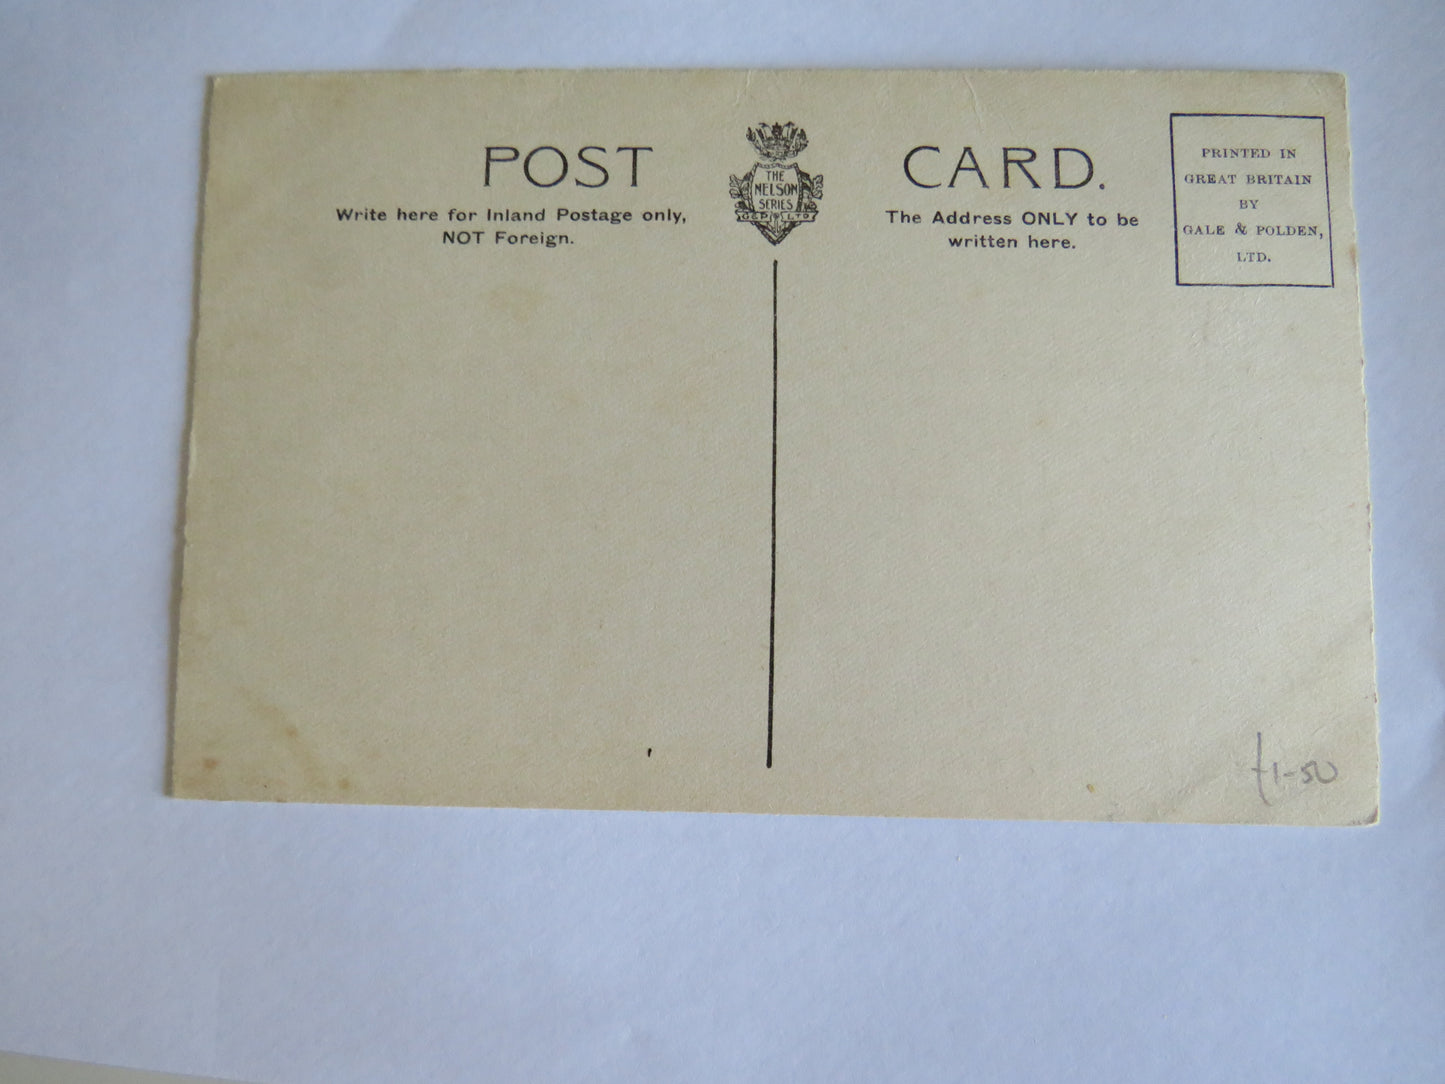 POST CARD.
THE
NELSON
SERIES
G&P LTD
Write here for Inland Postage only,
NOT Foreign.
The Address ONLY to be
written here.
PRINTED IN
GREAT BRITAIN
BY
GALE & POLDEN,
LTD.
£1-50